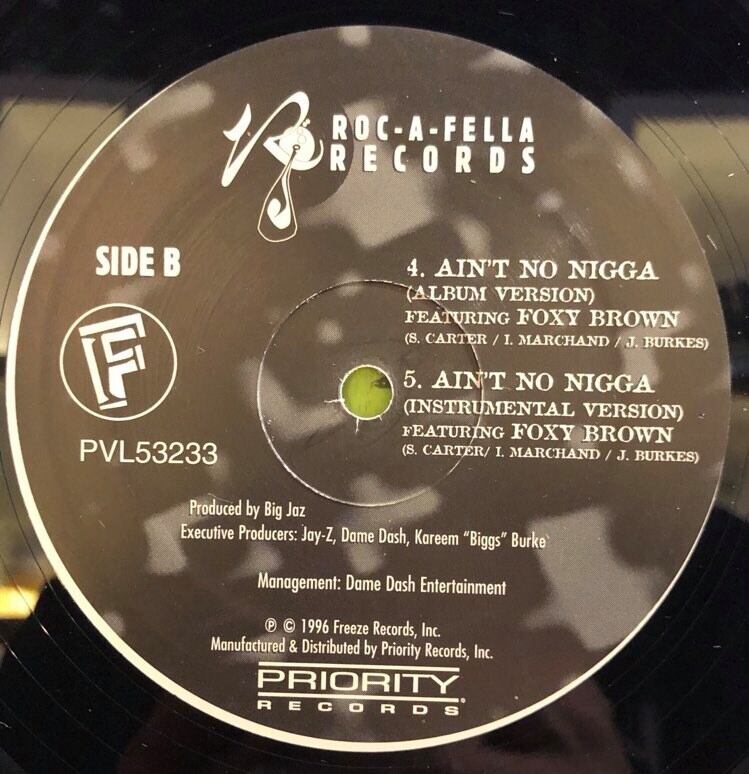 ROC-A-FELLA
RECORDS
SIDE B
4. AIN'T NO NIGGA
(ALBUM VERSION)
FEATURING FOXY BROWN
(S. CARTER / I. MARCHAND / J. BURKES)
5. AIN'T NO NIGGA
(INSTRUMENTAL VERSION)
FEATURING FOXY BROWN
(S. CARTER/ I. MARCHAND / J. BURKES)
F
PVL53233
Produced by Big Jaz
Executive Producers: Jay-Z, Dame Dash, Kareem "Biggs" Burke
Management: Dame Dash Entertainment
℗ © 1996 Freeze Records, Inc.
Manufactured & Distributed by Priority Records, Inc.
PRIORITY
RECORDS®